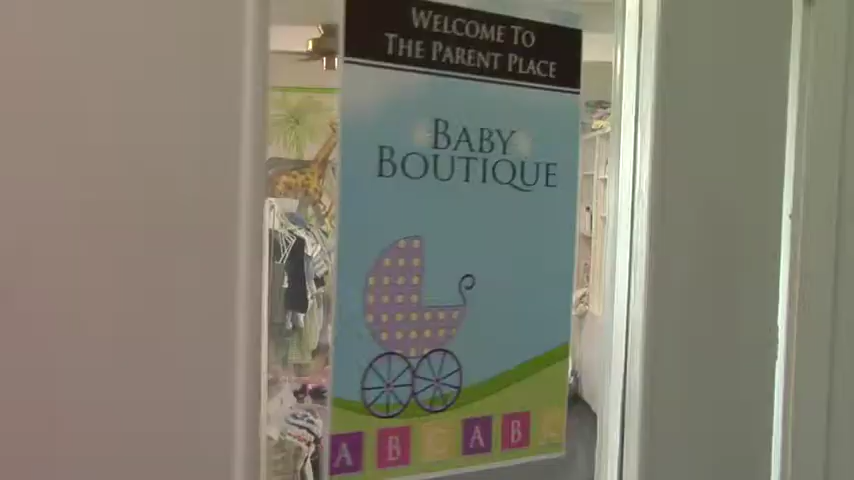 WELCOME TO
THE PARENT PLACE
BABY
BOUTIQUE
A B C A B C